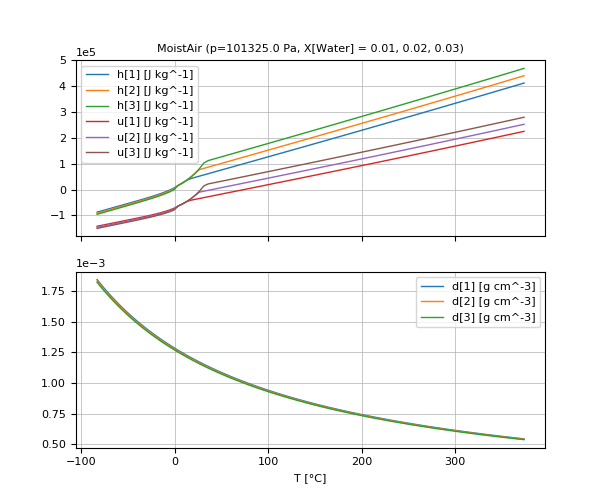 MoistAir (p=101325.0 Pa, X[Water] = 0.01, 0.02, 0.03)
1e5
5
4
3
2
1
0
−1
h[1] [J kg^-1]
h[2] [J kg^-1]
h[3] [J kg^-1]
u[1] [J kg^-1]
u[2] [J kg^-1]
u[3] [J kg^-1]
1e−3
1.75
1.50
1.25
1.00
0.75
0.50
d[1] [g cm^-3]
d[2] [g cm^-3]
d[3] [g cm^-3]
−100 0 100 200 300
T [°C]